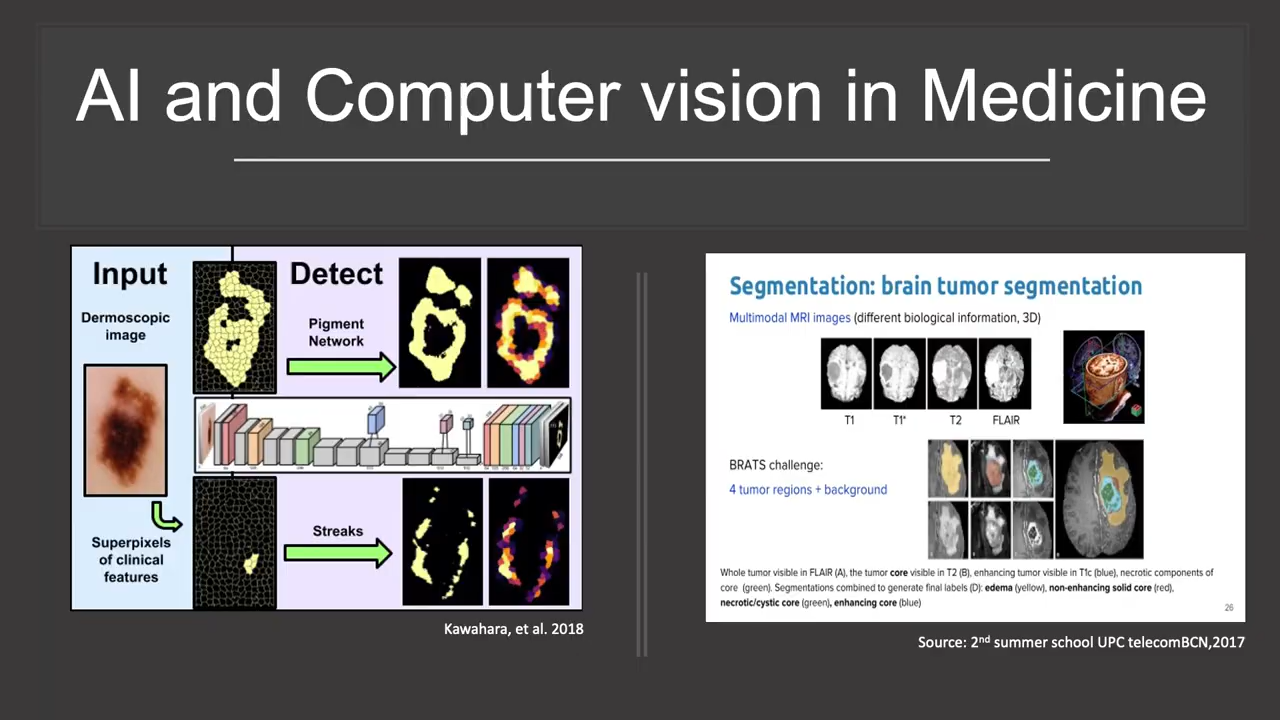 AI and Computer vision in Medicine
Input
Dermoscopic
image
Superpixels
of clinical
features
Detect
Pigment
Network
Streaks
Kawahara, et al. 2018
Segmentation: brain tumor segmentation
Multimodal MRI images (different biological information, 3D)
T1 T1* T2 FLAIR
BRATS challenge:
4 tumor regions + background
Whole tumor visible in FLAIR (A), the tumor core visible in T2 (B), enhancing tumor visible in T1c (blue), necrotic components of
core (green). Segmentations combined to generate final labels (D): edema (yellow), non-enhancing solid core (red),
necrotic/cystic core (green), enhancing core (blue)
26
Source: 2nd summer school UPC telecomBCN,2017